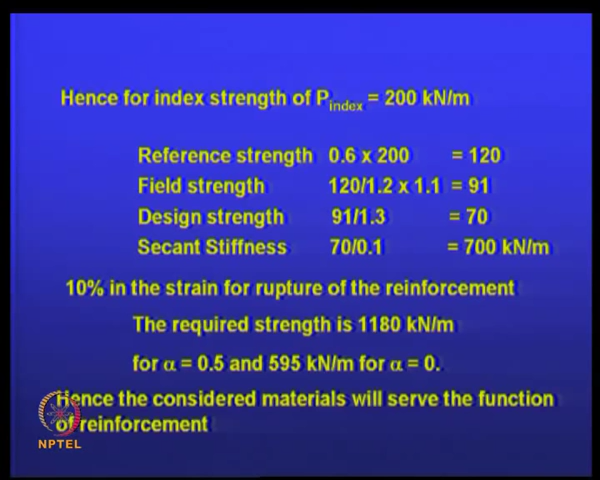 Hence for index strength of Pindex = 200 kN/m
Reference strength 0.6 x 200 = 120
Field strength 120/1.2 x 1.1 = 91
Design strength 91/1.3 = 70
Secant Stiffness 70/0.1 = 700 kN/m
10% in the strain for rupture of the reinforcement
The required strength is 1180 kN/m
for α = 0.5 and 595 kN/m for α = 0.
Hence the considered materials will serve the function
of reinforcement
NPTEL